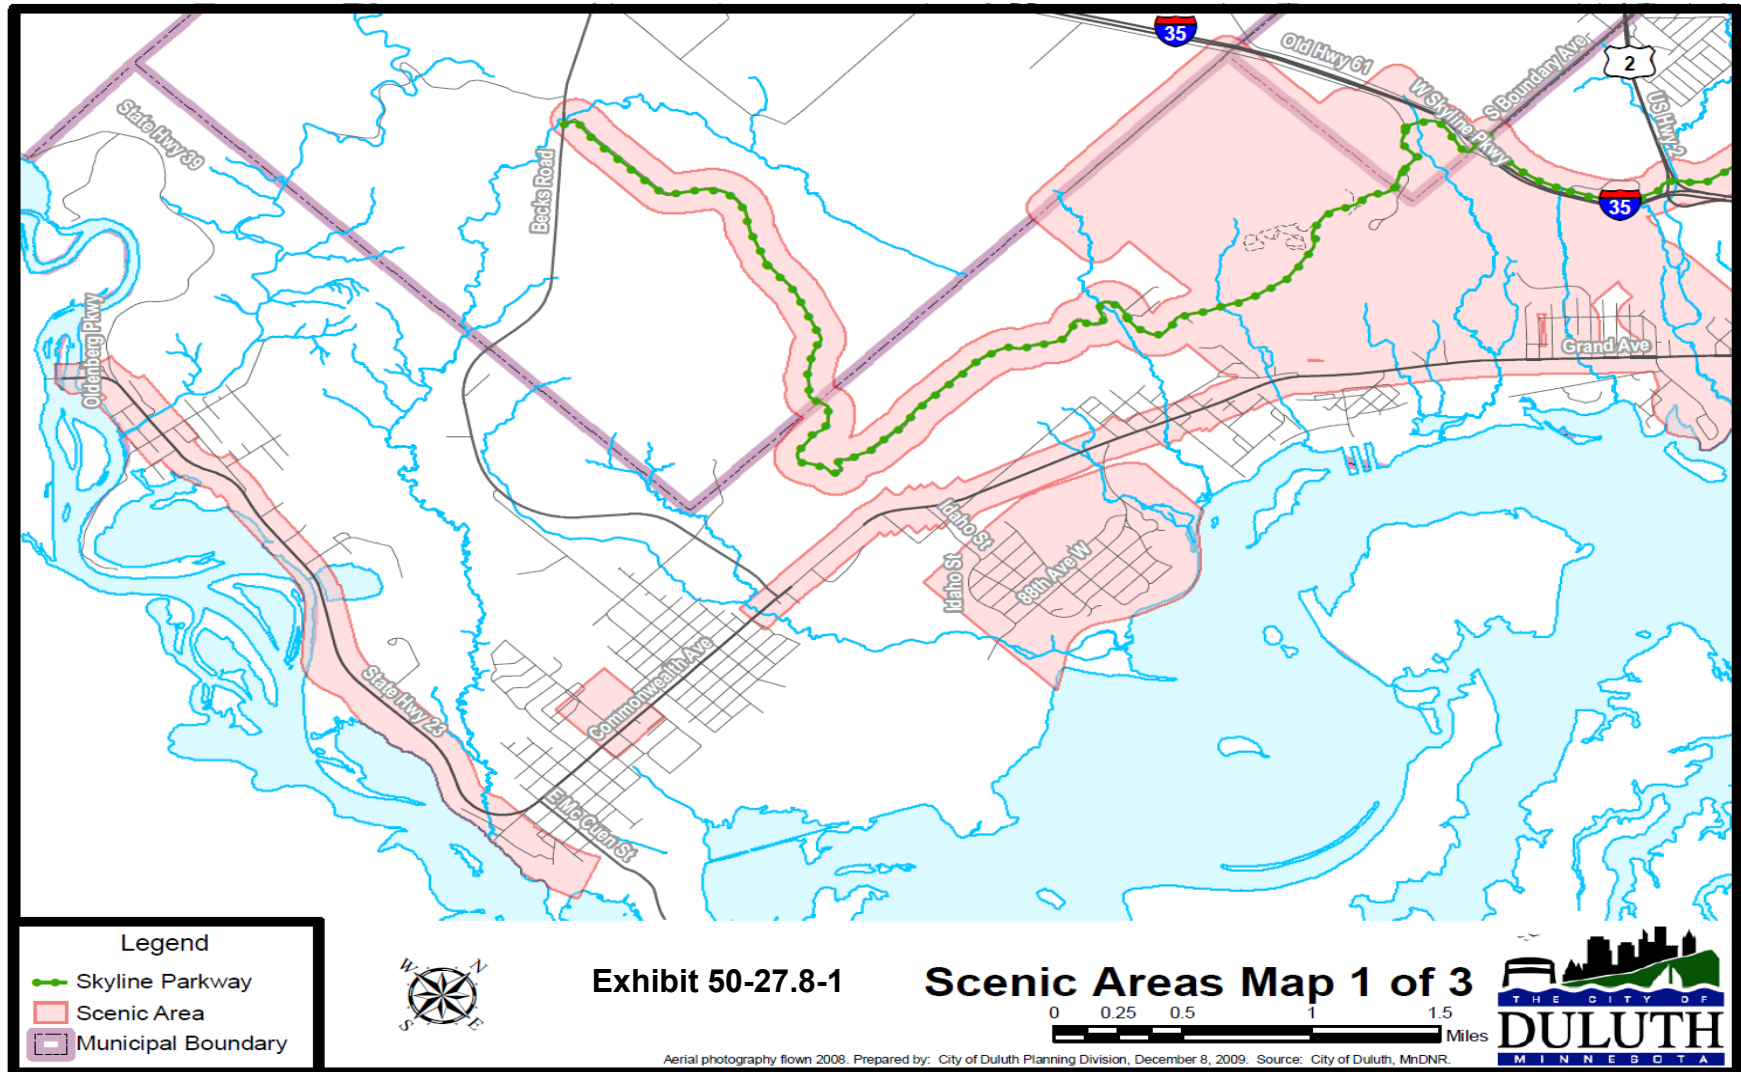 35
Old Hwy 61
S Boundary Ave
2
US Hwy 2
W Skyline Pkwy
State Hwy 39
Becks Road
35
Oldenberg Pkwy
Grand Ave
Idaho St
Idaho St
88th Ave W
Commonwealth Ave
State Hwy 23
E Mc Cuen St
Legend
Skyline Parkway
Scenic Area
Municipal Boundary
W N
S E
Exhibit 50-27.8-1
Scenic Areas Map 1 of 3
0 0.25 0.5 1 1.5
Miles
Aerial photography flown 2008. Prepared by: City of Duluth Planning Division, December 8, 2009. Source: City of Duluth, MnDNR.
THE CITY OF
DULUTH
MINNESOTA